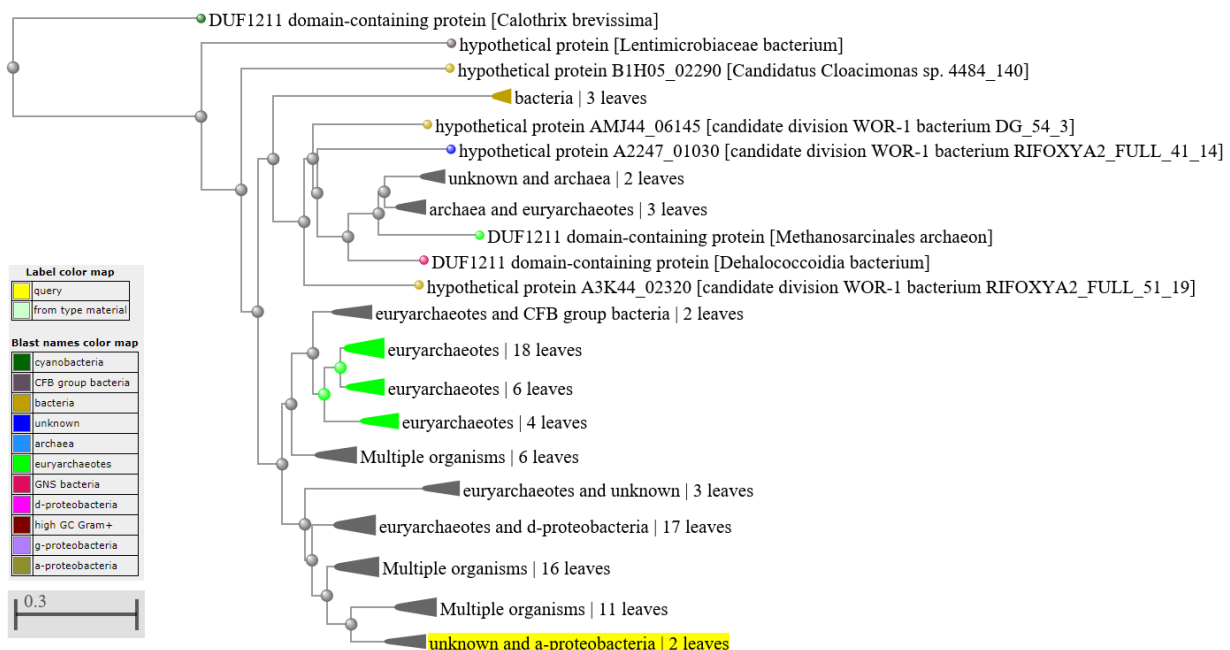 DUF1211 domain-containing protein [Calothrix brevissima]
hypothetical protein [Lentimicrobiaceae bacterium]
hypothetical protein B1H05_02290 [Candidatus Cloacimonas sp. 4484_140]
bacteria | 3 leaves
hypothetical protein AMJ44_06145 [candidate division WOR-1 bacterium DG_54_3]
hypothetical protein A2247_01030 [candidate division WOR-1 bacterium RIFOXYA2_FULL_41_14]
unknown and archaea | 2 leaves
archaea and euryarchaeotes | 3 leaves
DUF1211 domain-containing protein [Methanosarcinales archaeon]
DUF1211 domain-containing protein [Dehalococcoidia bacterium]
hypothetical protein A3K44_02320 [candidate division WOR-1 bacterium RIFOXYA2_FULL_51_19]
euryarchaeotes and CFB group bacteria | 2 leaves
euryarchaeotes | 18 leaves
euryarchaeotes | 6 leaves
euryarchaeotes | 4 leaves
Multiple organisms | 6 leaves
euryarchaeotes and unknown | 3 leaves
euryarchaeotes and d-proteobacteria | 17 leaves
Multiple organisms | 16 leaves
Multiple organisms | 11 leaves
unknown and a-proteobacteria | 2 leaves
Label color map
query
from type material
Blast names color map
cyanobacteria
CFB group bacteria
bacteria
unknown
archaea
euryarchaeotes
GNS bacteria
d-proteobacteria
high GC Gram+
g-proteobacteria
a-proteobacteria
0.3